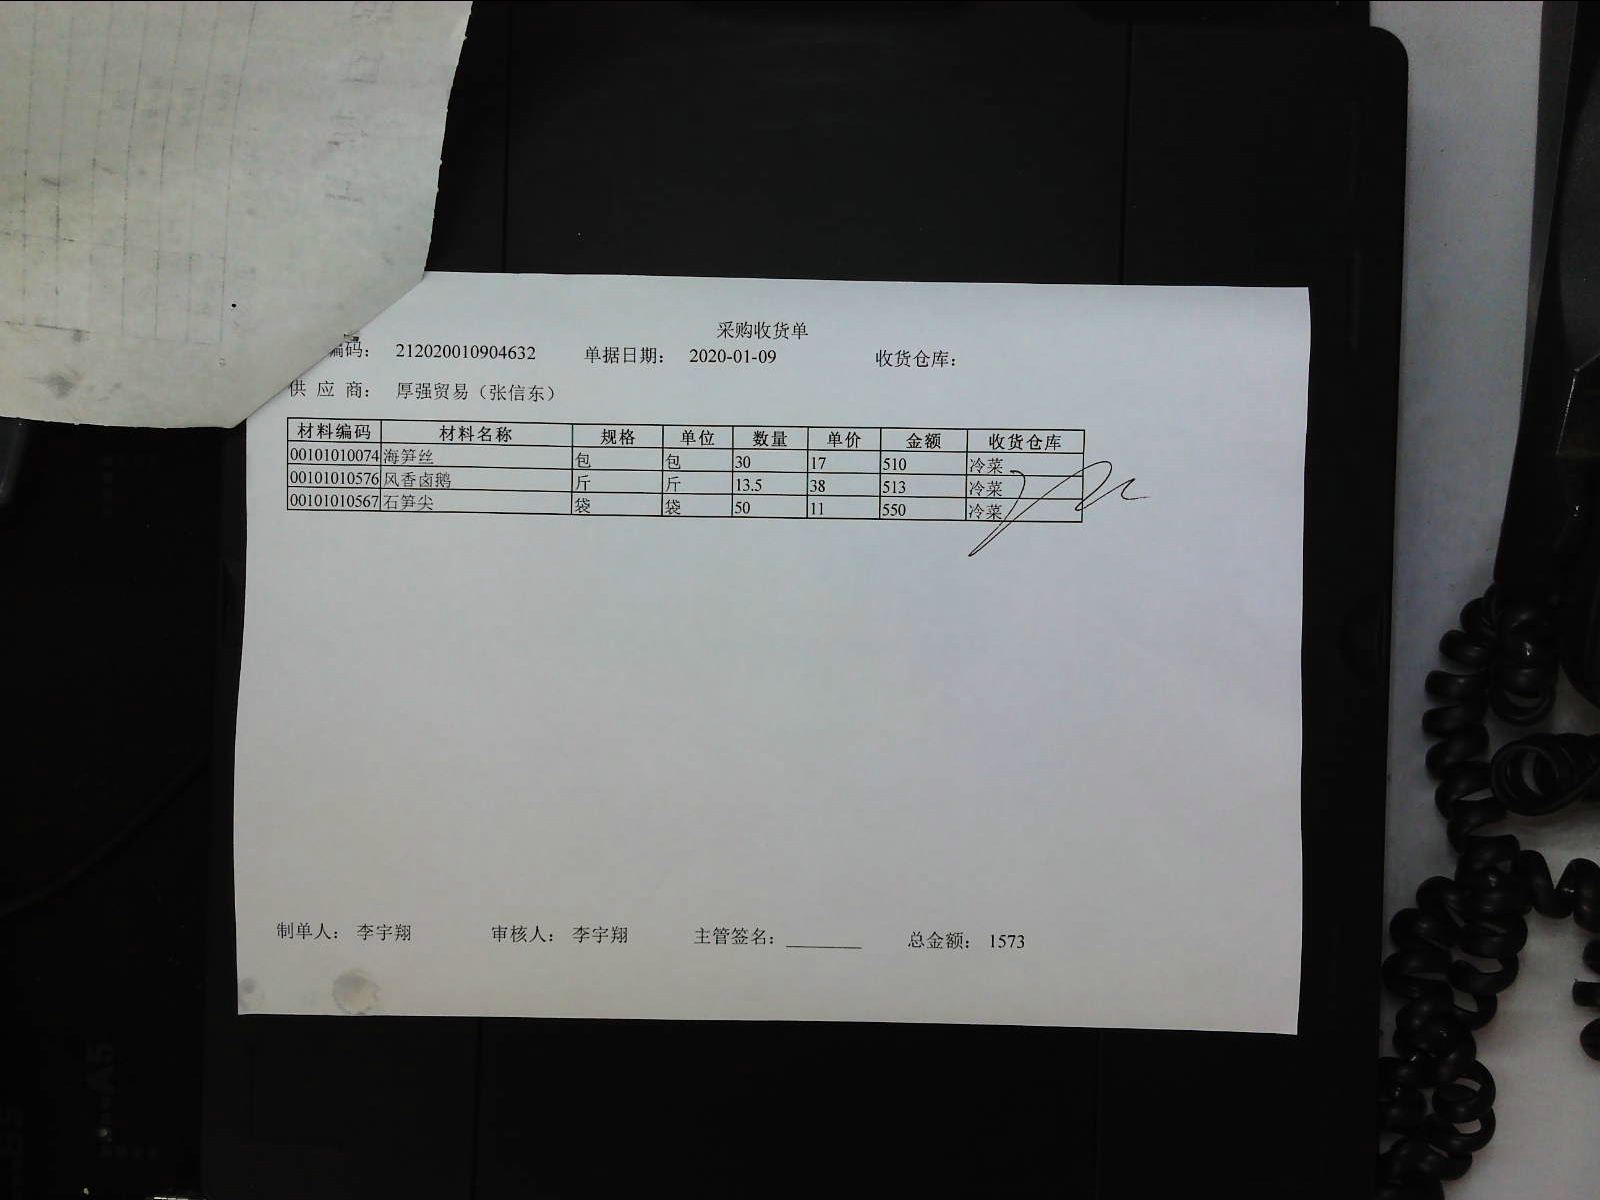 采购收货单
编码： 212020010904632 单据日期： 2020-01-09 收货仓库：
供 应 商： 厚强贸易（张信东）
材料编码 材料名称 规格 单位 数量 单价 金额 收货仓库
00101010074 海笋丝 包 包 30 17 510 冷菜
00101010576 风香卤鹅 斤 斤 13.5 38 513 冷菜
00101010567 石笋尖 袋 袋 50 11 550 冷菜
制单人： 李宇翔 审核人： 李宇翔 主管签名： 总金额： 1573